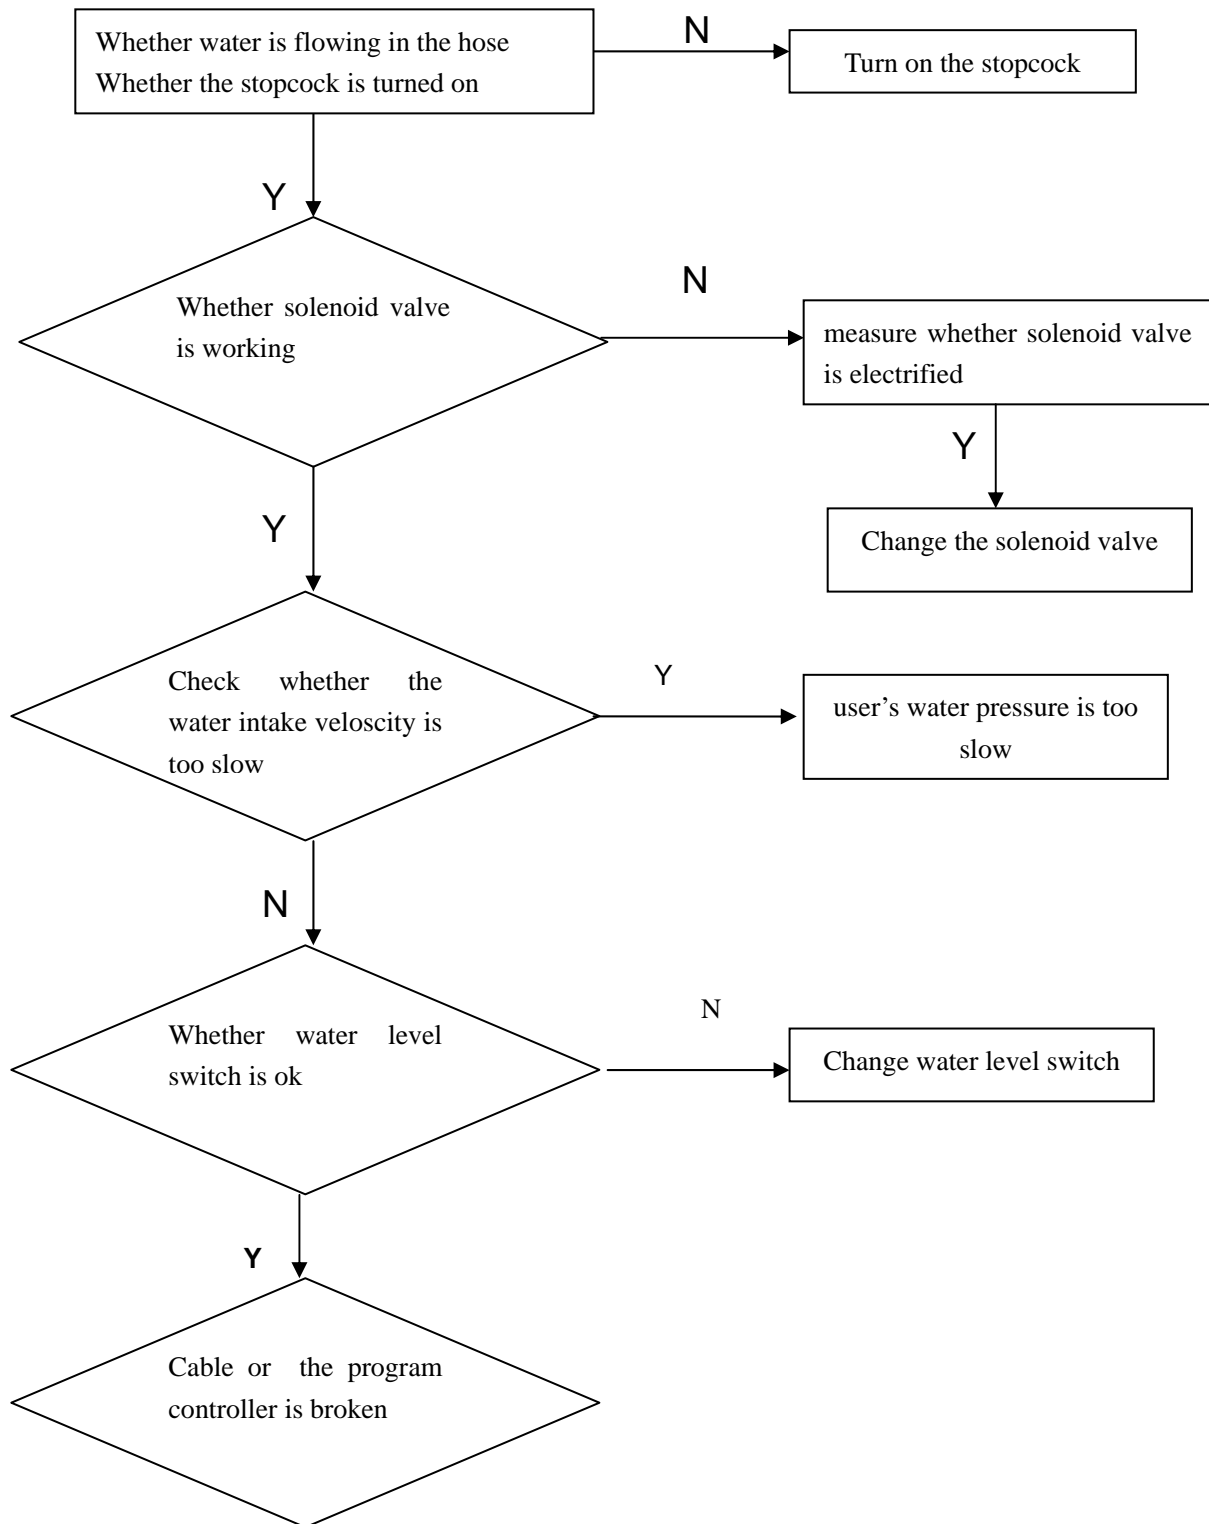 Whether water is flowing in the hose
Whether the stopcock is turned on
N
Turn on the stopcock
Y
Whether solenoid valve
is working
N
measure whether solenoid valve
is electrified
Y
Change the solenoid valve
Y
Check whether the
water intake veloscity is
too slow
Y
user’s water pressure is too
slow
N
Whether water level
switch is ok
N
Change water level switch
Y
Cable or the program
controller is broken